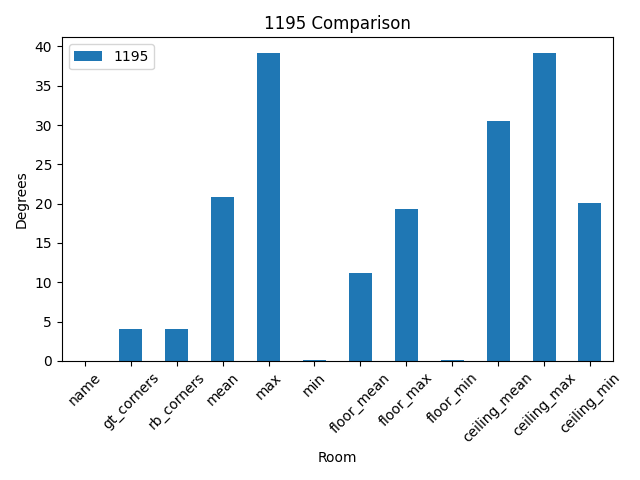 1195 Comparison
1195
Degrees
40
35
30
25
20
15
10
5
0
name
gt_corners
rb_corners
mean
max
min
floor_mean
floor_max
floor_min
ceiling_mean
ceiling_max
ceiling_min
Room